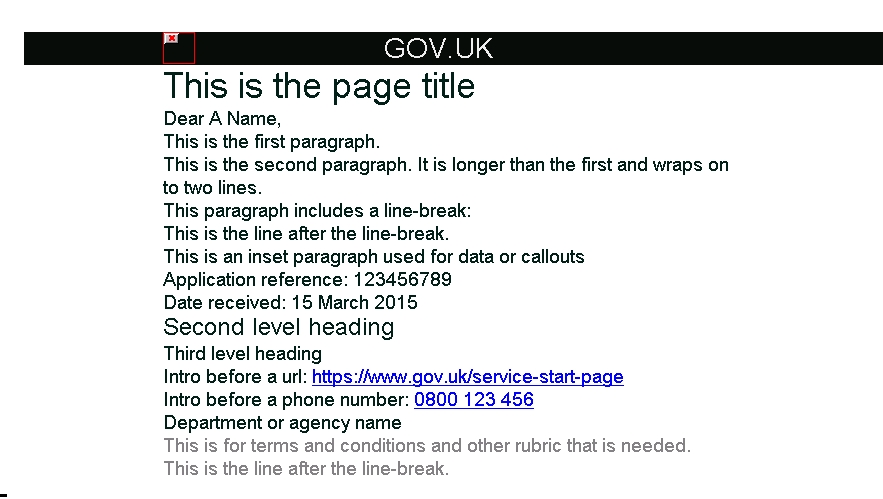 GOV.UK
This is the page title
Dear A Name,
This is the first paragraph.
This is the second paragraph. It is longer than the first and wraps on
to two lines.
This paragraph includes a line-break:
This is the line after the line-break.
This is an inset paragraph used for data or callouts
Application reference: 123456789
Date received: 15 March 2015
Second level heading
Third level heading
Intro before a url: https://www.gov.uk/service-start-page
Intro before a phone number: 0800 123 456
Department or agency name
This is for terms and conditions and other rubric that is needed.
This is the line after the line-break.